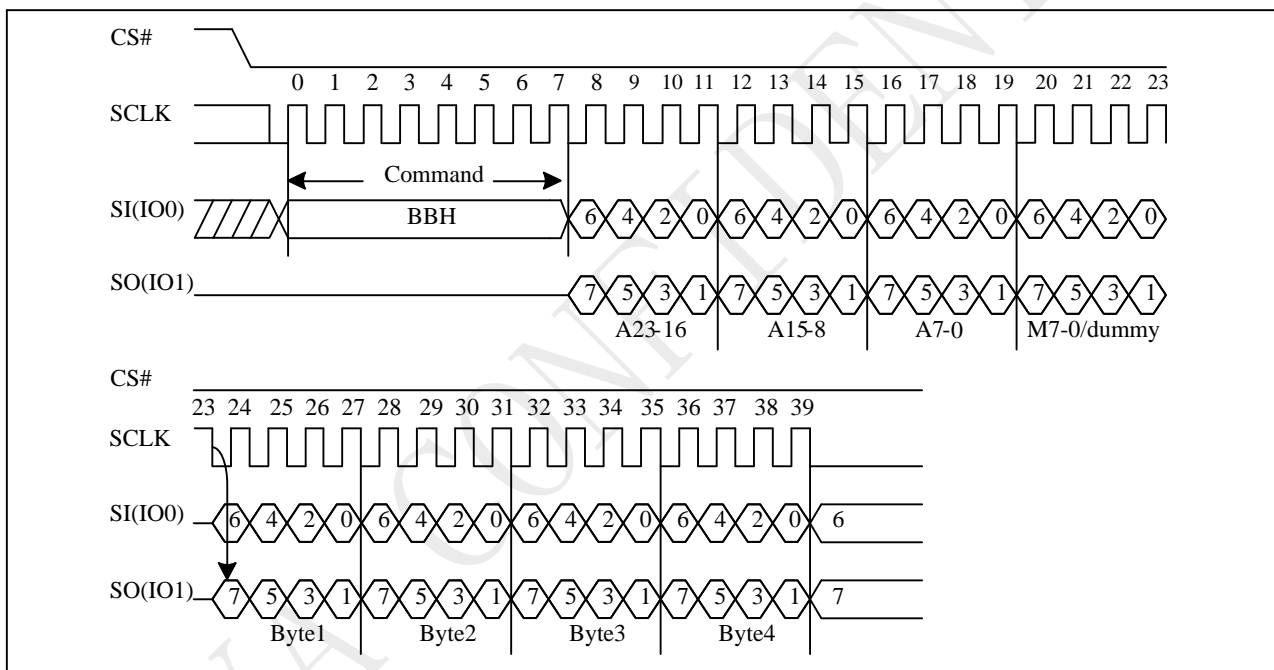 CS#
0 1 2 3 4 5 6 7 8 9 10 11 12 13 14 15 16 17 18 19 20 21 22 23
SCLK
Command
SI(IO0) BBH 6 4 2 0 6 4 2 0 6 4 2 0 6 4 2 0
SO(IO1) 7 5 3 1 7 5 3 1 7 5 3 1 7 5 3 1
A23-16 A15-8 A7-0 M7-0/dummy
CS#
23 24 25 26 27 28 29 30 31 32 33 34 35 36 37 38 39
SCLK
SI(IO0) 6 4 2 0 6 4 2 0 6 4 2 0 6 4 2 0 6
SO(IO1) 7 5 3 1 7 5 3 1 7 5 3 1 7 5 3 1 7
Byte1 Byte2 Byte3 Byte4